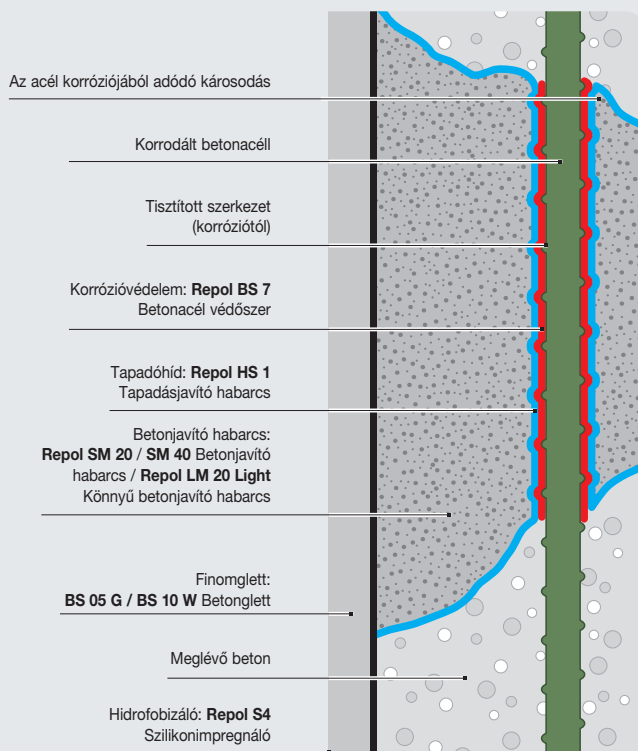 Az acél korróziójából adódó károsodás
Korrodált betonacéll
Tisztított szerkezet
(korróziótól)
Korrózióvédelem: Repol BS 7
Betonacél védőszer
Tapadóhíd: Repol HS 1
Tapadásjavító habarcs
Betonjavító habarcs:
Repol SM 20 / SM 40 Betonjavító
habarcs / Repol LM 20 Light
Könnyű betonjavító habarcs
Finomglett:
BS 05 G / BS 10 W Betonglett
Meglévő beton
Hidrofobizáló: Repol S4
Szilikonimpregnáló